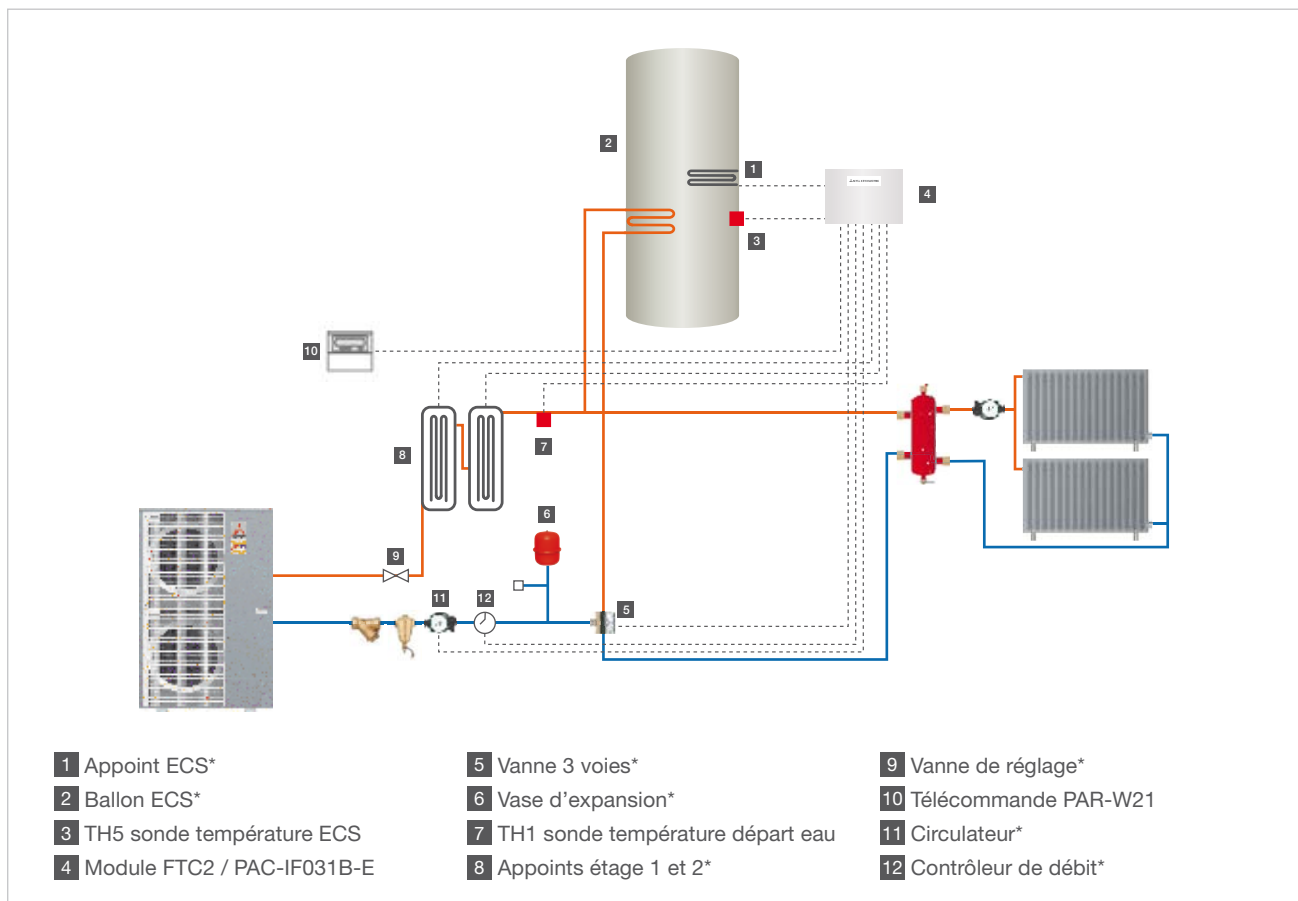 2
1
4
3
10
8
7
9
6
11
12
5
1 Appoint ECS*
2 Ballon ECS*
3 TH5 sonde température ECS
4 Module FTC2 / PAC-IF031B-E
5 Vanne 3 voies*
6 Vase d’expansion*
7 TH1 sonde température départ eau
8 Appoints étage 1 et 2*
9 Vanne de réglage*
10 Télécommande PAR-W21
11 Circulateur*
12 Contrôleur de débit*